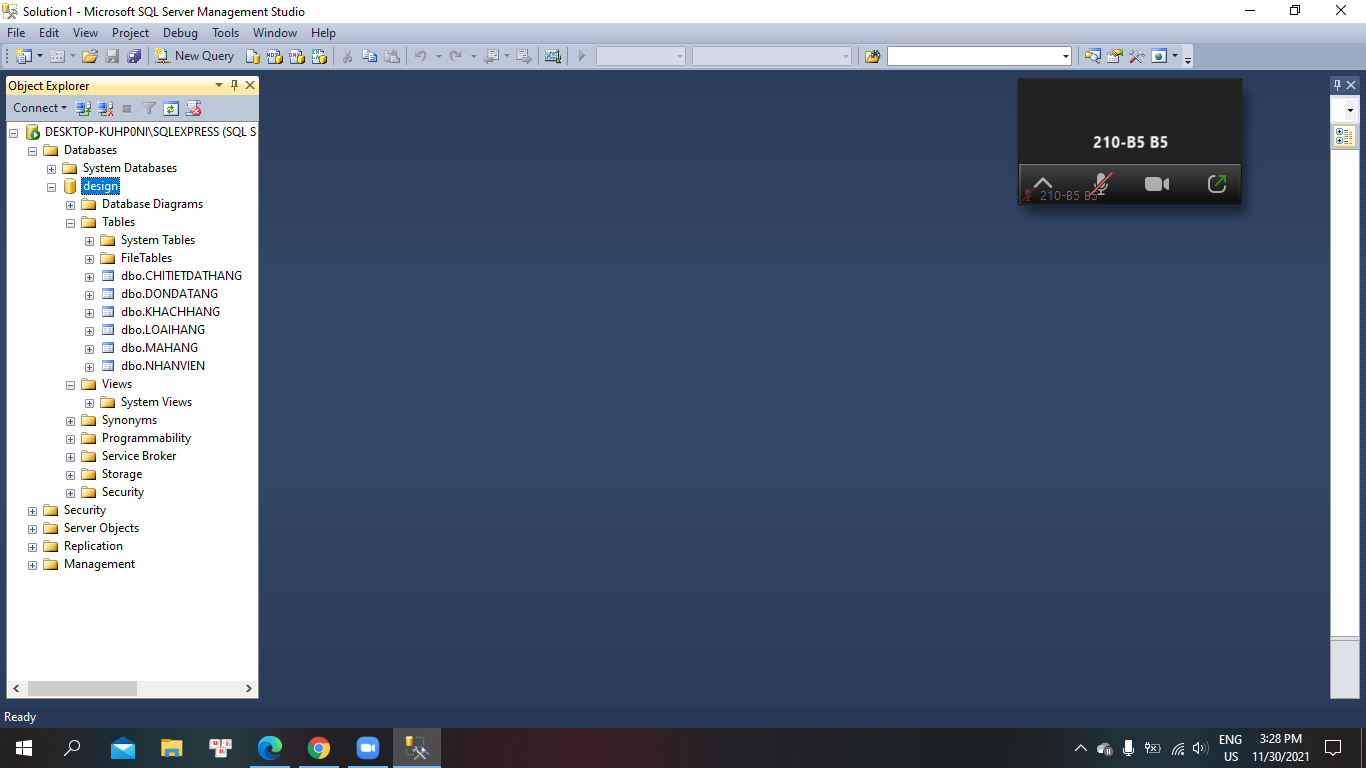 Solution1 - Microsoft SQL Server Management Studio
File Edit View Project Debug Tools Window Help
New Query
Object Explorer
Connect
DESKTOP-KUHP0NI\SQLEXPRESS (SQL S
Databases
System Databases
design
Database Diagrams
Tables
System Tables
FileTables
dbo.CHITIETDATHANG
dbo.DONDATANG
dbo.KHACHHANG
dbo.LOAIHANG
dbo.MAHANG
dbo.NHANVIEN
Views
System Views
Synonyms
Programmability
Service Broker
Storage
Security
Security
Server Objects
Replication
Management
210-B5 B5
210-B5 B5
Ready
ENG
US
3:28 PM
11/30/2021